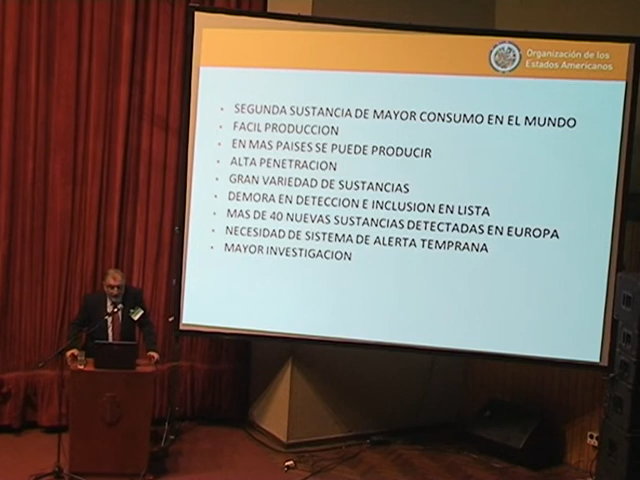 Organización de los
Estados Americanos
• SEGUNDA SUSTANCIA DE MAYOR CONSUMO EN EL MUNDO
• FACIL PRODUCCION
• EN MAS PAISES SE PUEDE PRODUCIR
• ALTA PENETRACION
• GRAN VARIEDAD DE SUSTANCIAS
• DEMORA EN DETECCION E INCLUSION EN LISTA
• MAS DE 40 NUEVAS SUSTANCIAS DETECTADAS EN EUROPA
• NECESIDAD DE SISTEMA DE ALERTA TEMPRANA
• MAYOR INVESTIGACION